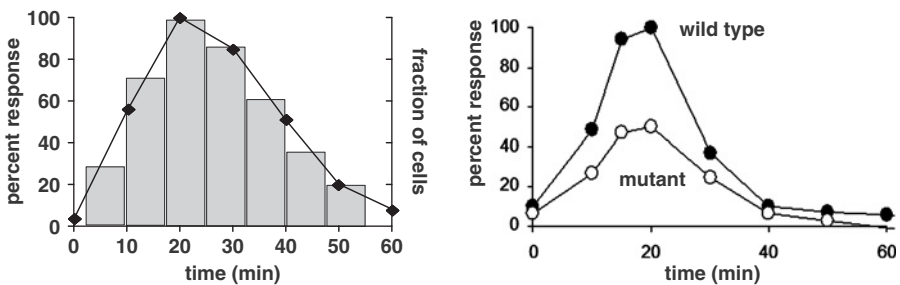 percent response
100
80
60
40
20
0
0 10 20 30 40 50 60
time (min)
fraction of cells
percent response
100
80
60
40
20
0
wild type
mutant
0 20 40 60
time (min)